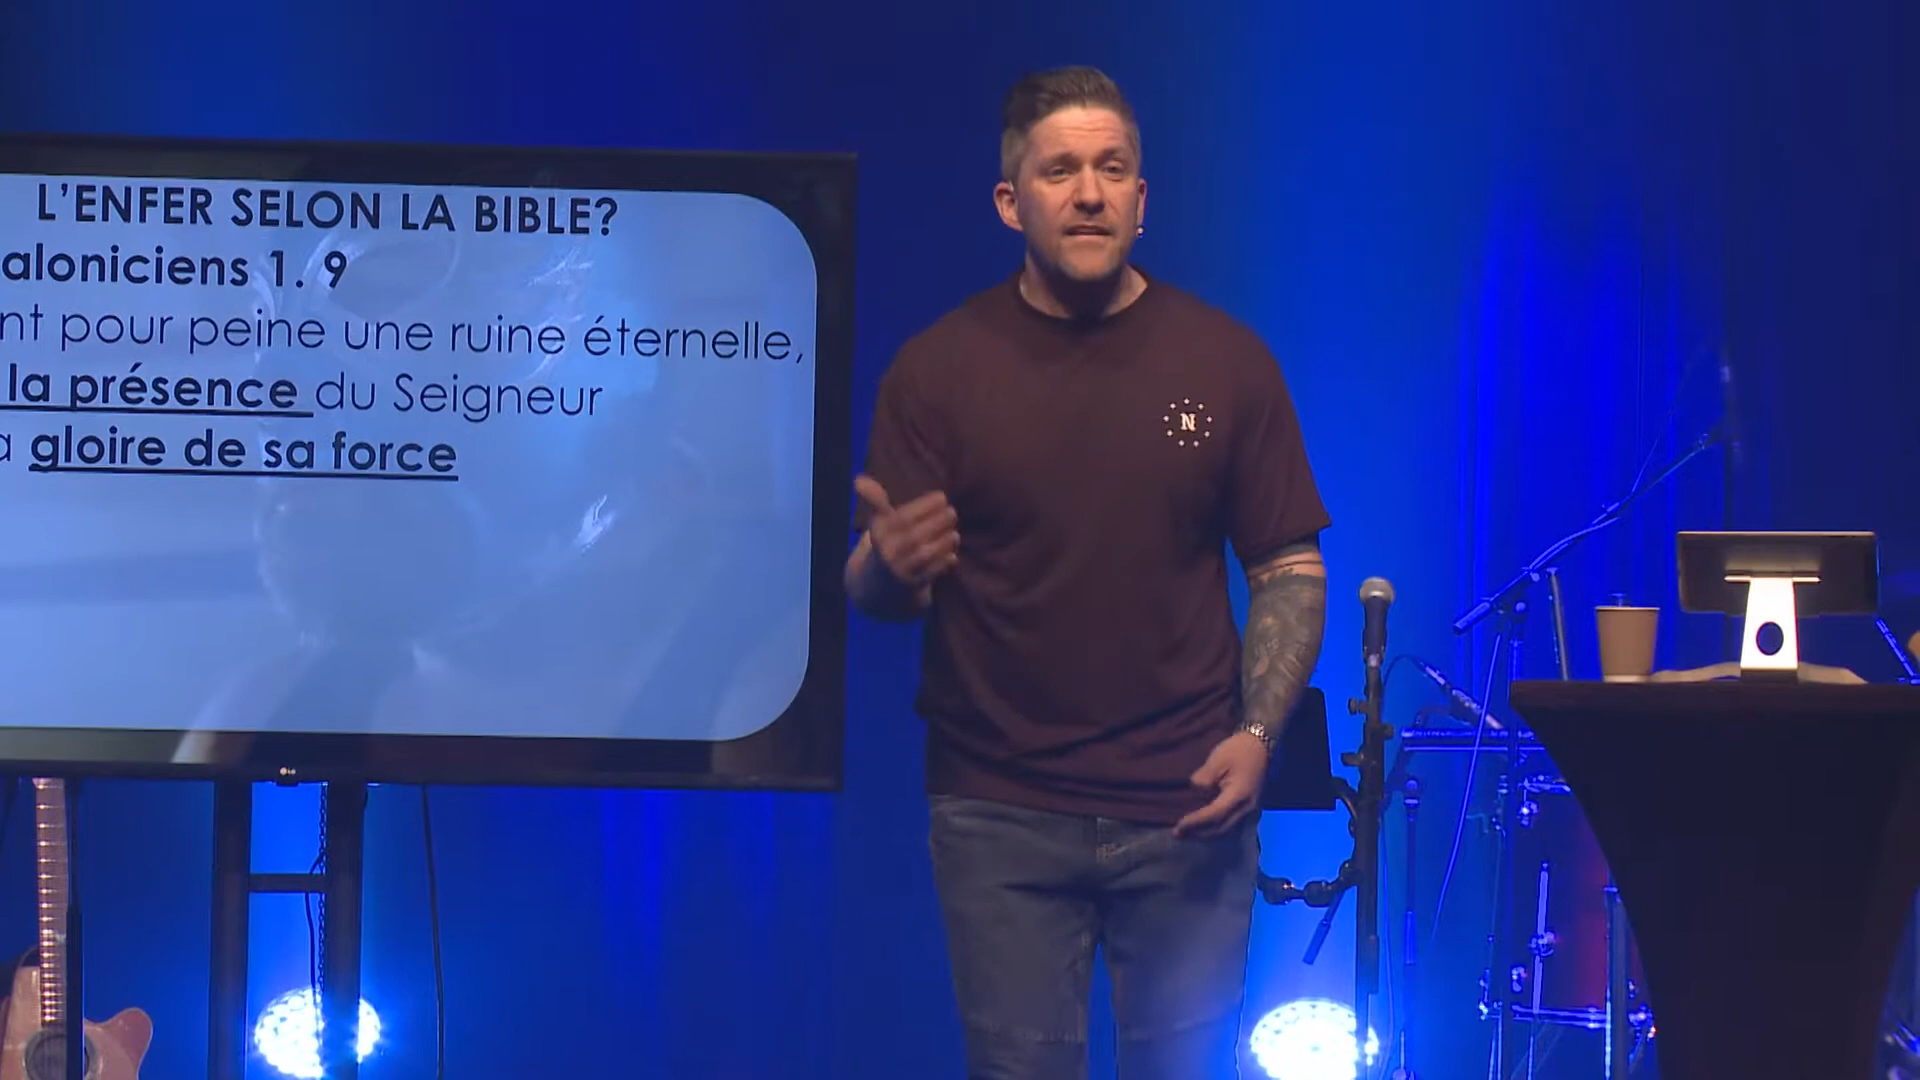 L'ENFER SELON LA BIBLE?
aloniciens 1. 9
nt pour peine une ruine éternelle,
la présence du Seigneur
a gloire de sa force
N
LG